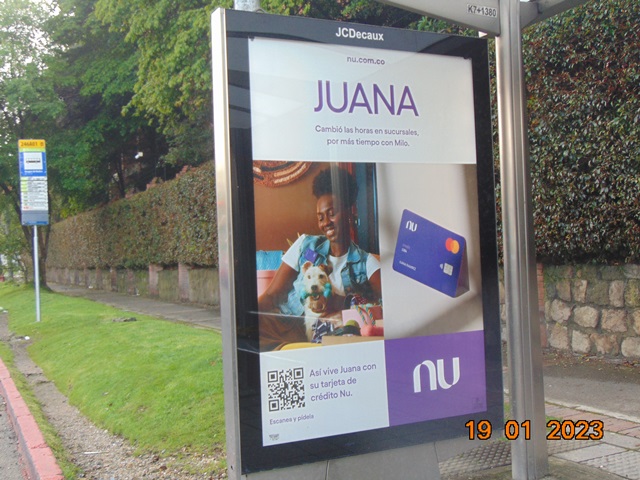 K7+1380
JCDecaux
nu.com.co
JUANA
Cambió las horas en sucursales,
por más tiempo con Milo.
nu
Así vive Juana con
su tarjeta de
crédito Nu.
Escanea y pídela
nu
19 01 2023